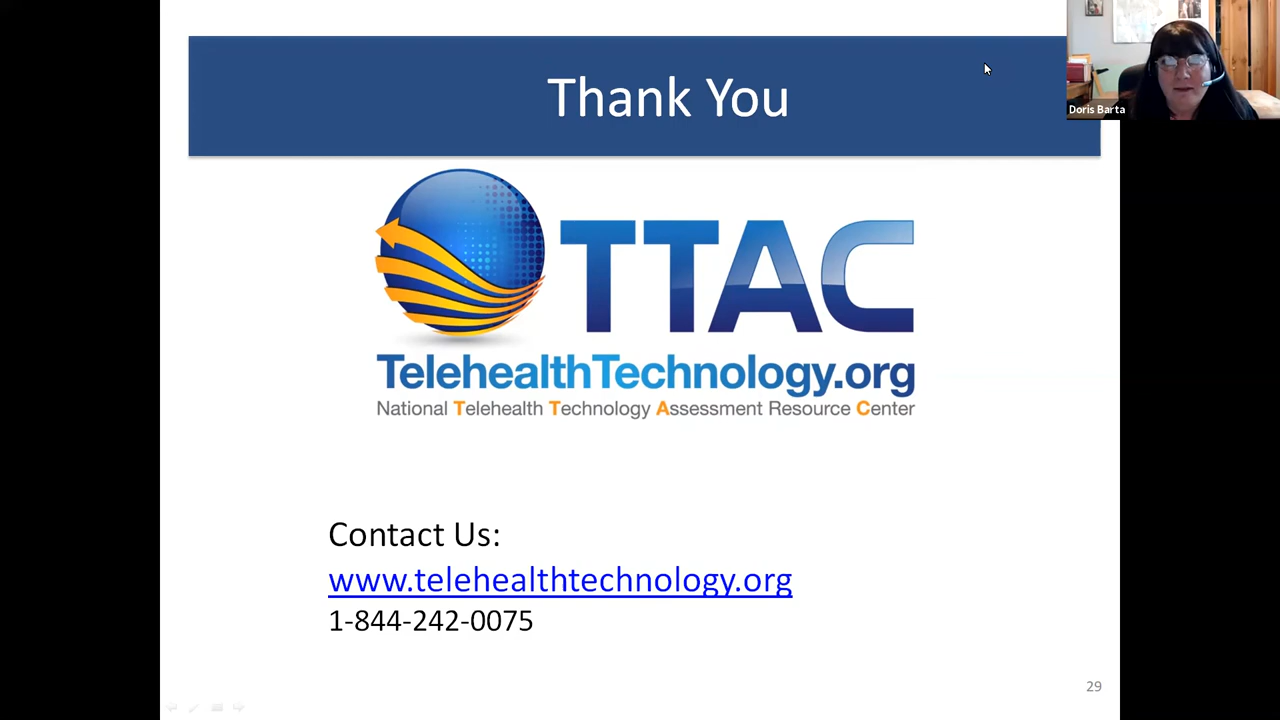 Thank You
Doris Barta
TTAC
TelehealthTechnology.org
National Telehealth Technology Assessment Resource Center
Contact Us:
www.telehealthtechnology.org
1-844-242-0075
29